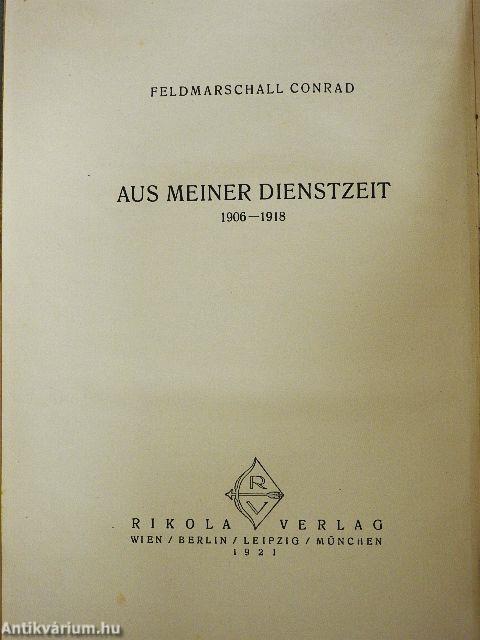 FELDMARSCHALL CONRAD
AUS MEINER DIENSTZEIT
1906—1918
R
V
RIKOLA VERLAG
WIEN / BERLIN / LEIPZIG / MÜNCHEN
1921
Antikvárium.hu